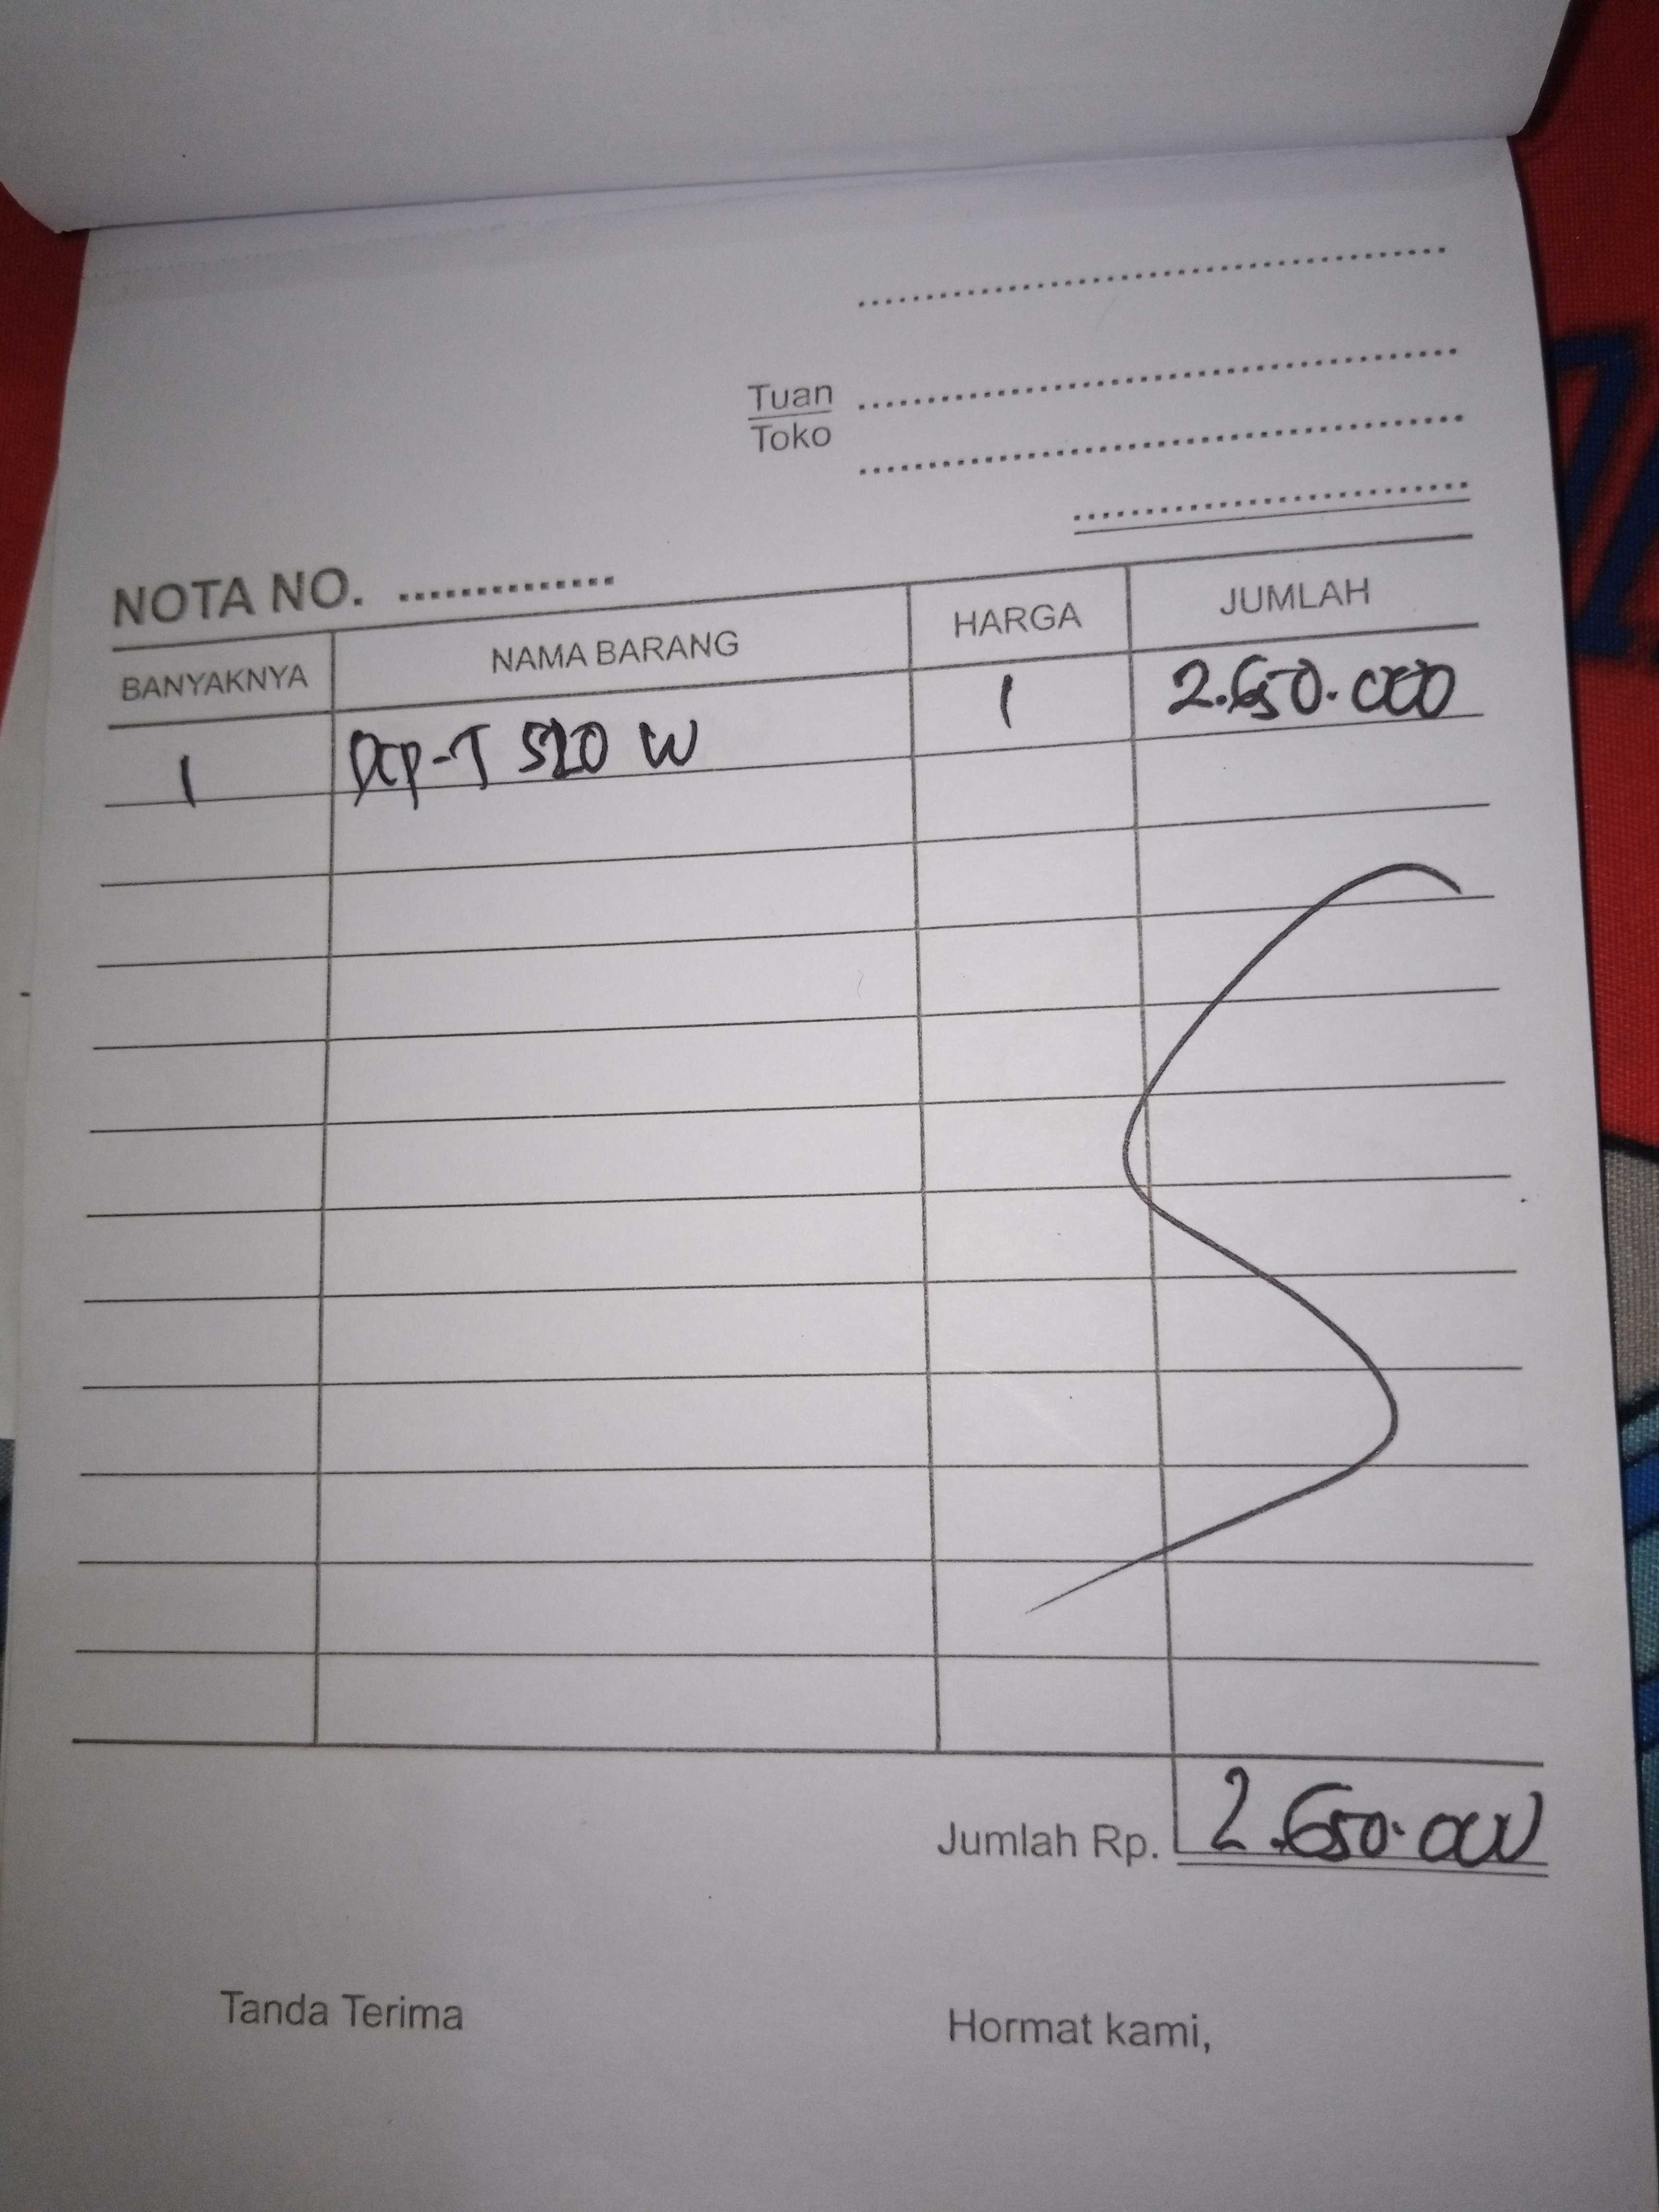 Tuan
Toko
NOTA NO. ..............
BANYAKNYA NAMA BARANG HARGA JUMLAH
1 DCP-T 520 W 1 2.650.000
Jumlah Rp. 2.650.000
Tanda Terima Hormat kami,